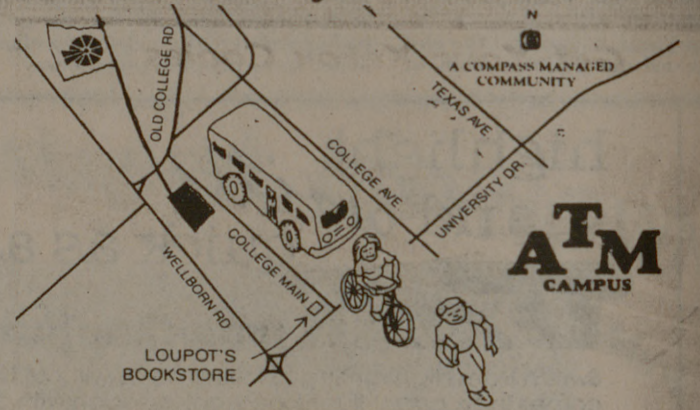 N
A COMPASS MANAGED
COMMUNITY
OLD COLLEGE RD
TEXAS AVE
COLLEGE AVE
UNIVERSITY DR
ATM
CAMPUS
COLLEGE MAIN
WELLBORN RD
LOUPOT'S
BOOKSTORE